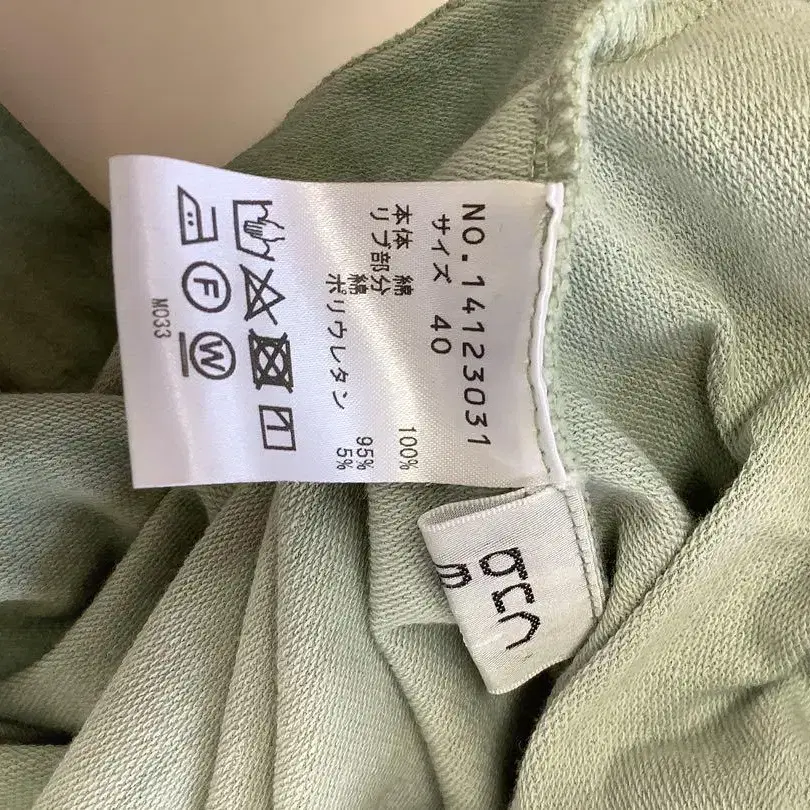 NO.14123031
サイズ 40
本体 綿 100%
リブ部分 綿 95%
ポリウレタン 5%
F
W
M033